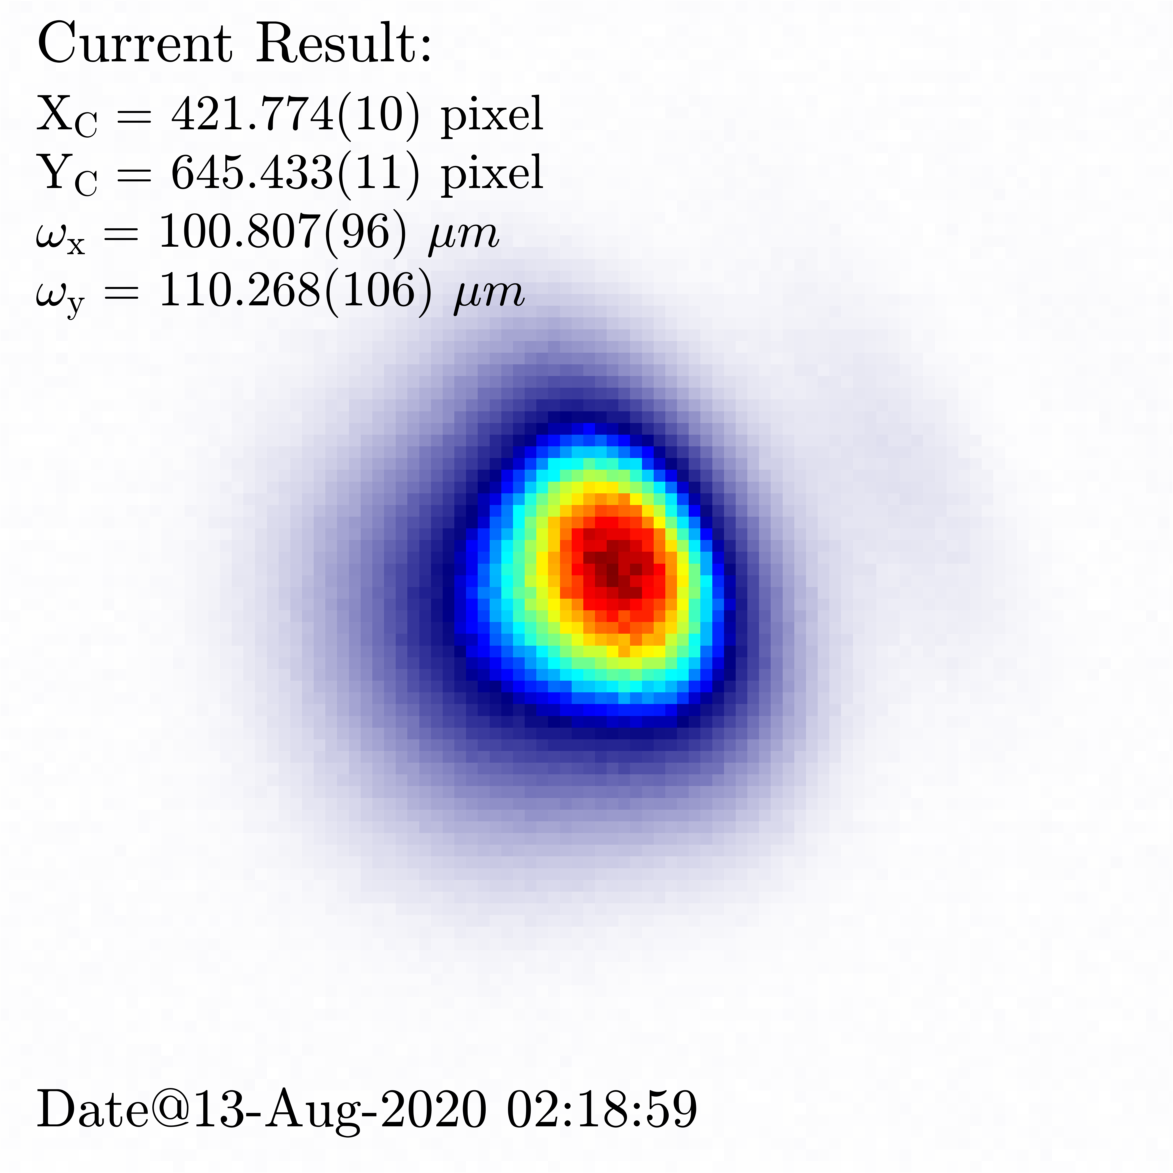 Current Result:
X_C = 421.774(10) pixel
Y_C = 645.433(11) pixel
ω_x = 100.807(96) μm
ω_y = 110.268(106) μm
Date@13-Aug-2020 02:18:59